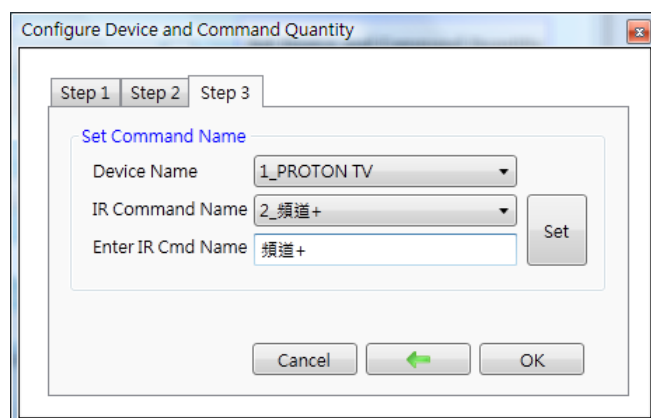 Configure Device and Command Quantity
Step 1 Step 2 Step 3
Set Command Name
Device Name 1_PROTON TV
IR Command Name 2_頻道+
Enter IR Cmd Name 頻道+
Set
Cancel OK